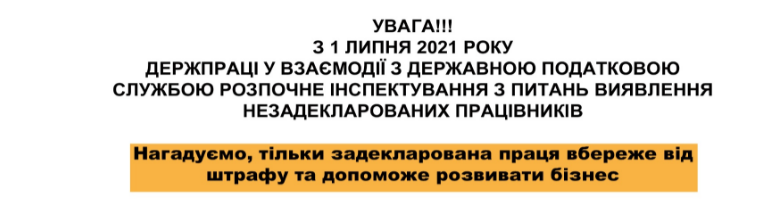 УВАГА!!!
З 1 ЛИПНЯ 2021 РОКУ
ДЕРЖПРАЦІ У ВЗАЄМОДІЇ З ДЕРЖАВНОЮ ПОДАТКОВОЮ
СЛУЖБОЮ РОЗПОЧНЕ ІНСПЕКТУВАННЯ З ПИТАНЬ ВИЯВЛЕННЯ
НЕЗАДЕКЛАРОВАНИХ ПРАЦІВНИКІВ
Нагадуємо, тільки задекларована праця вбереже від
штрафу та допоможе розвивати бізнес